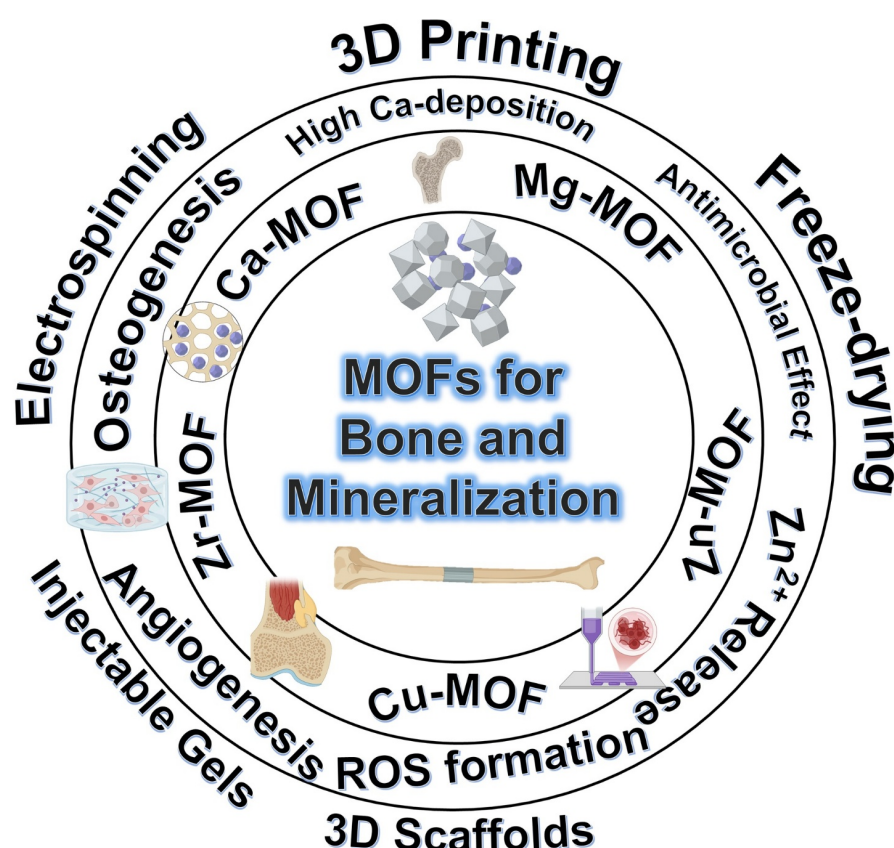 3D Printing
Freeze-drying
3D Scaffolds
Injectable Gels
Electrospinning
High Ca-deposition
Antimicrobial Effect
Zn²⁺ Release
ROS formation
Angiogenesis
Osteogenesis
Ca-MOF
Mg-MOF
Zn-MOF
Cu-MOF
Zr-MOF
MOFs for
Bone and
Mineralization